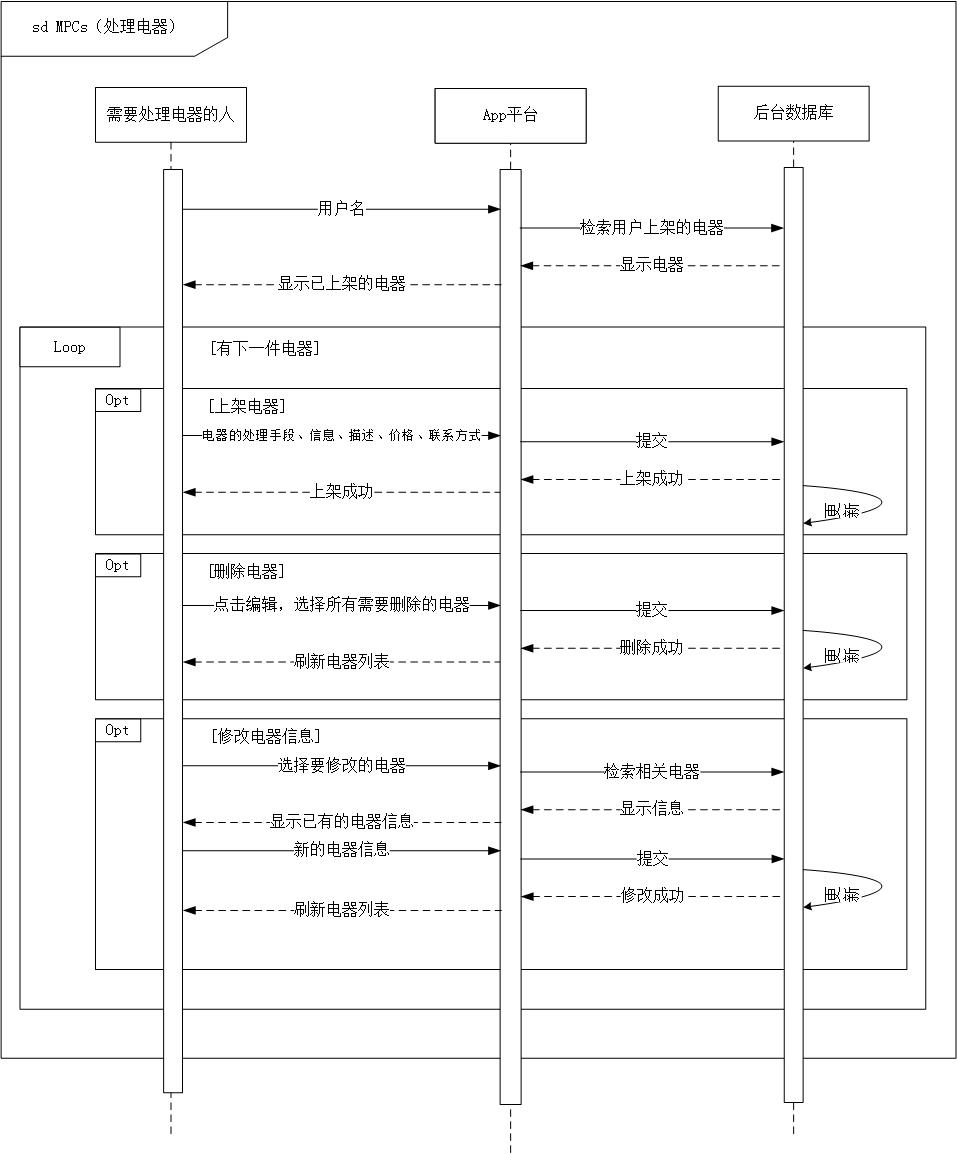 sd MPCs（处理电器）
需要处理电器的人
App平台
后台数据库
用户名
检索用户上架的电器
显示电器
显示已上架的电器
Loop
[有下一件电器]
Opt
[上架电器]
电器的处理手段、信息、描述、价格、联系方式
提交
上架成功
上架成功
更新
Opt
[删除电器]
点击编辑，选择所有需要删除的电器
提交
删除成功
更新
刷新电器列表
Opt
[修改电器信息]
选择要修改的电器
检索相关电器
显示信息
显示已有的电器信息
新的电器信息
提交
修改成功
更新
刷新电器列表